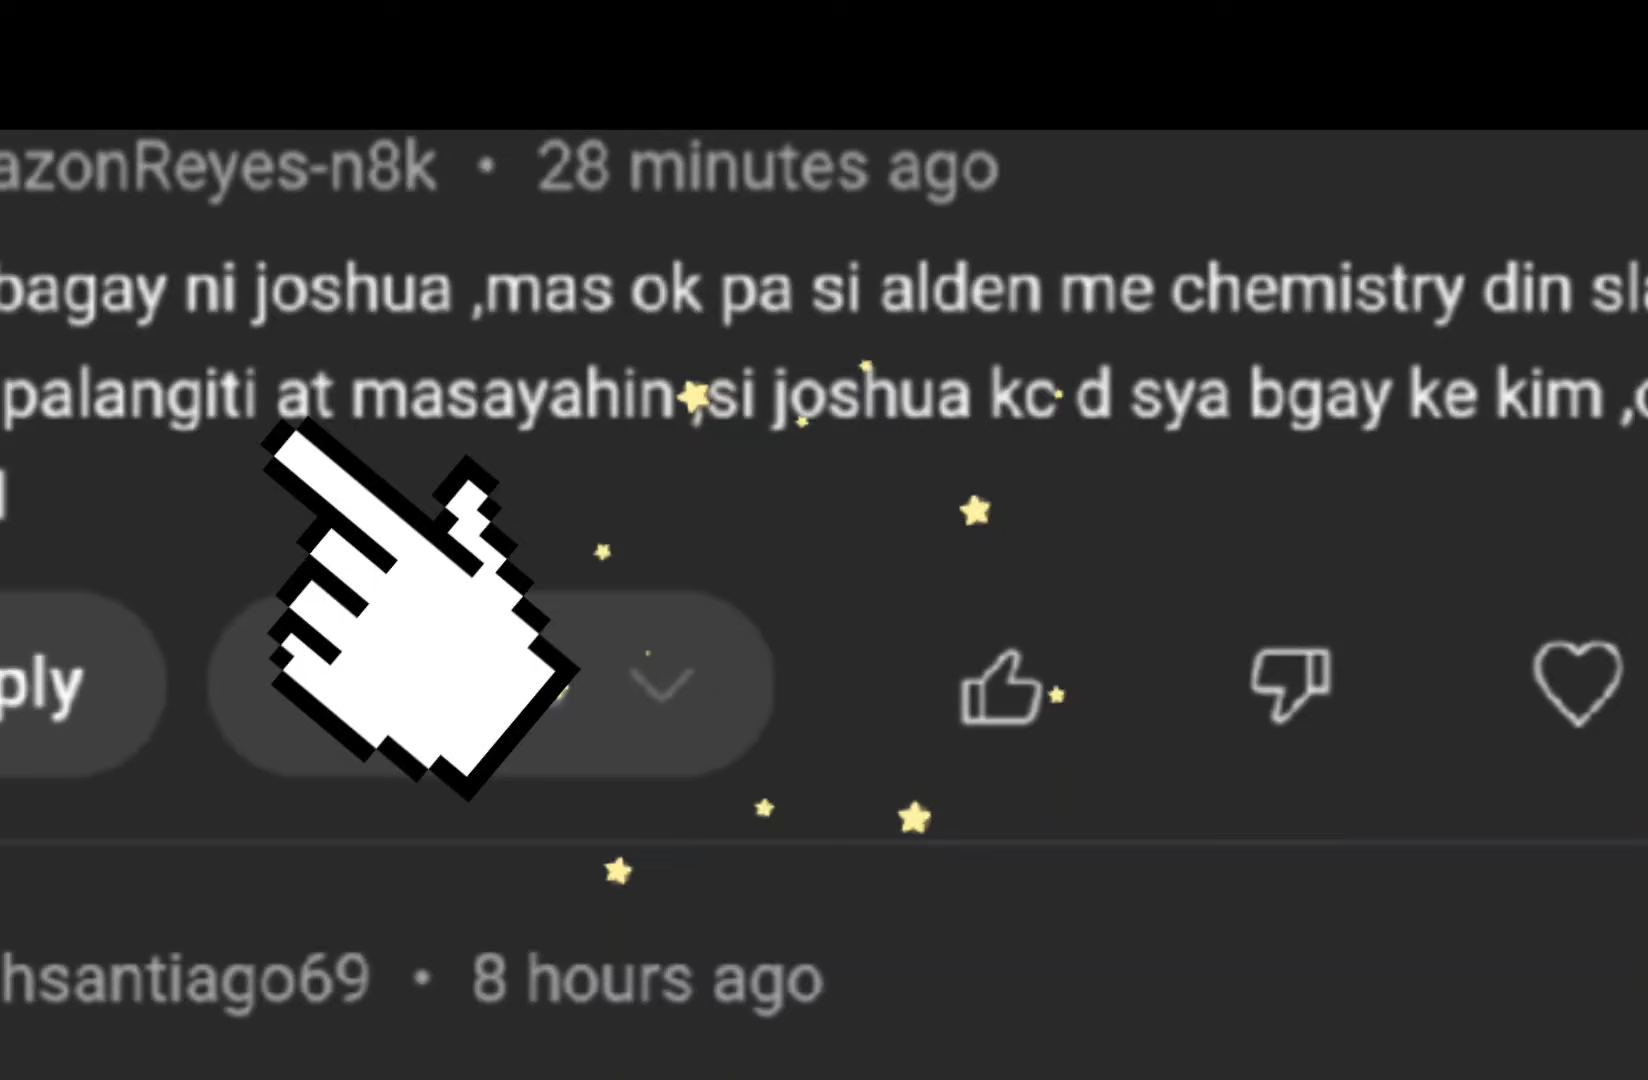 azonReyes-n8k • 28 minutes ago
bagay ni joshua ,mas ok pa si alden me chemistry din sla
palangiti at masayahin ,si joshua kc d sya bgay ke kim ,
ply
hsantiago69 • 8 hours ago